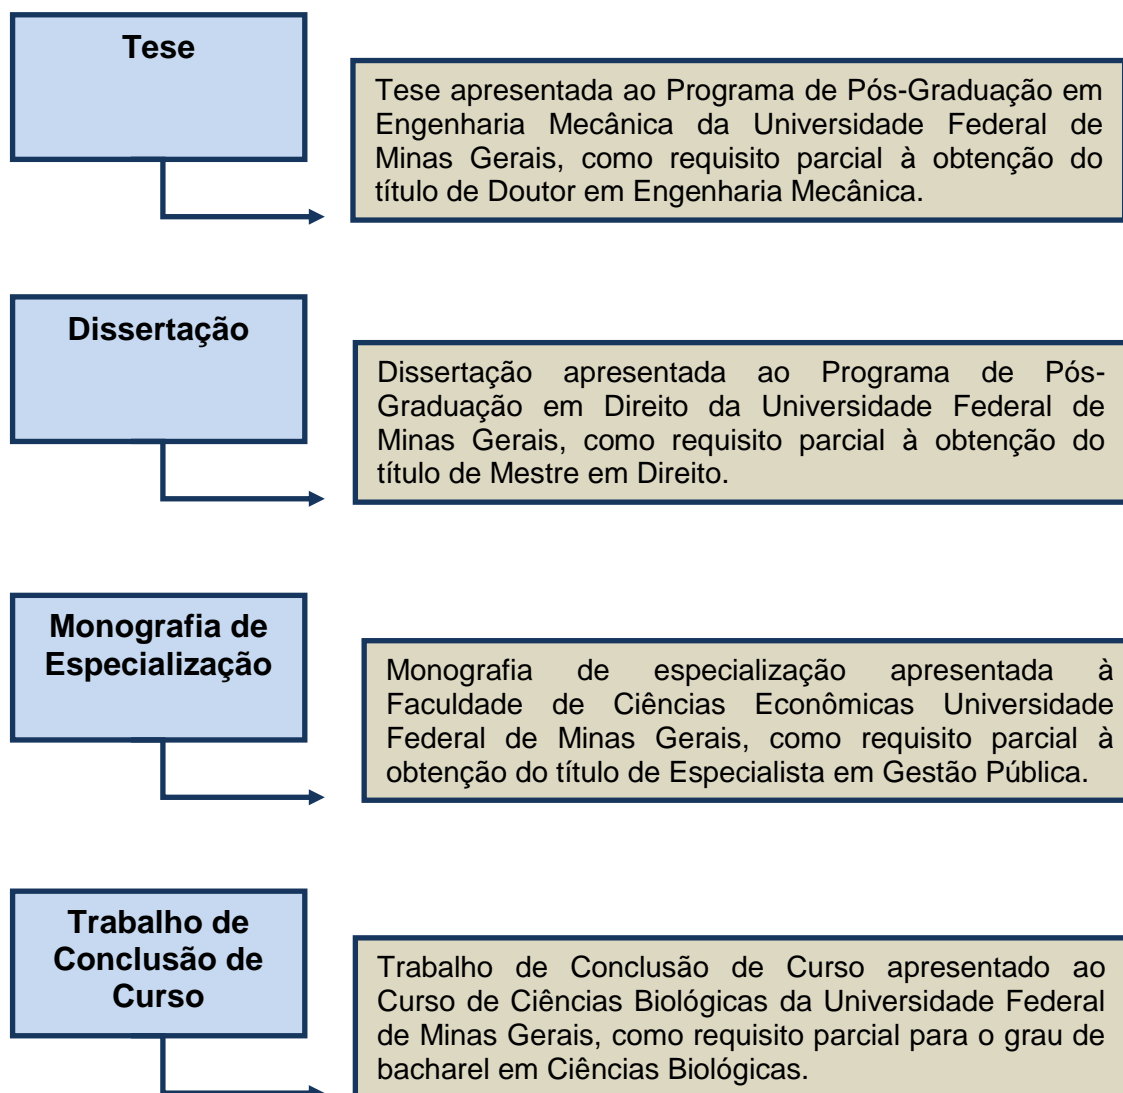 Tese
Tese apresentada ao Programa de Pós-Graduação em
Engenharia Mecânica da Universidade Federal de
Minas Gerais, como requisito parcial à obtenção do
título de Doutor em Engenharia Mecânica.
Dissertação
Dissertação apresentada ao Programa de Pós-
Graduação em Direito da Universidade Federal de
Minas Gerais, como requisito parcial à obtenção do
título de Mestre em Direito.
Monografia de
Especialização
Monografia de especialização apresentada à
Faculdade de Ciências Econômicas Universidade
Federal de Minas Gerais, como requisito parcial à
obtenção do título de Especialista em Gestão Pública.
Trabalho de
Conclusão de
Curso
Trabalho de Conclusão de Curso apresentado ao
Curso de Ciências Biológicas da Universidade Federal
de Minas Gerais, como requisito parcial para o grau de
bacharel em Ciências Biológicas.